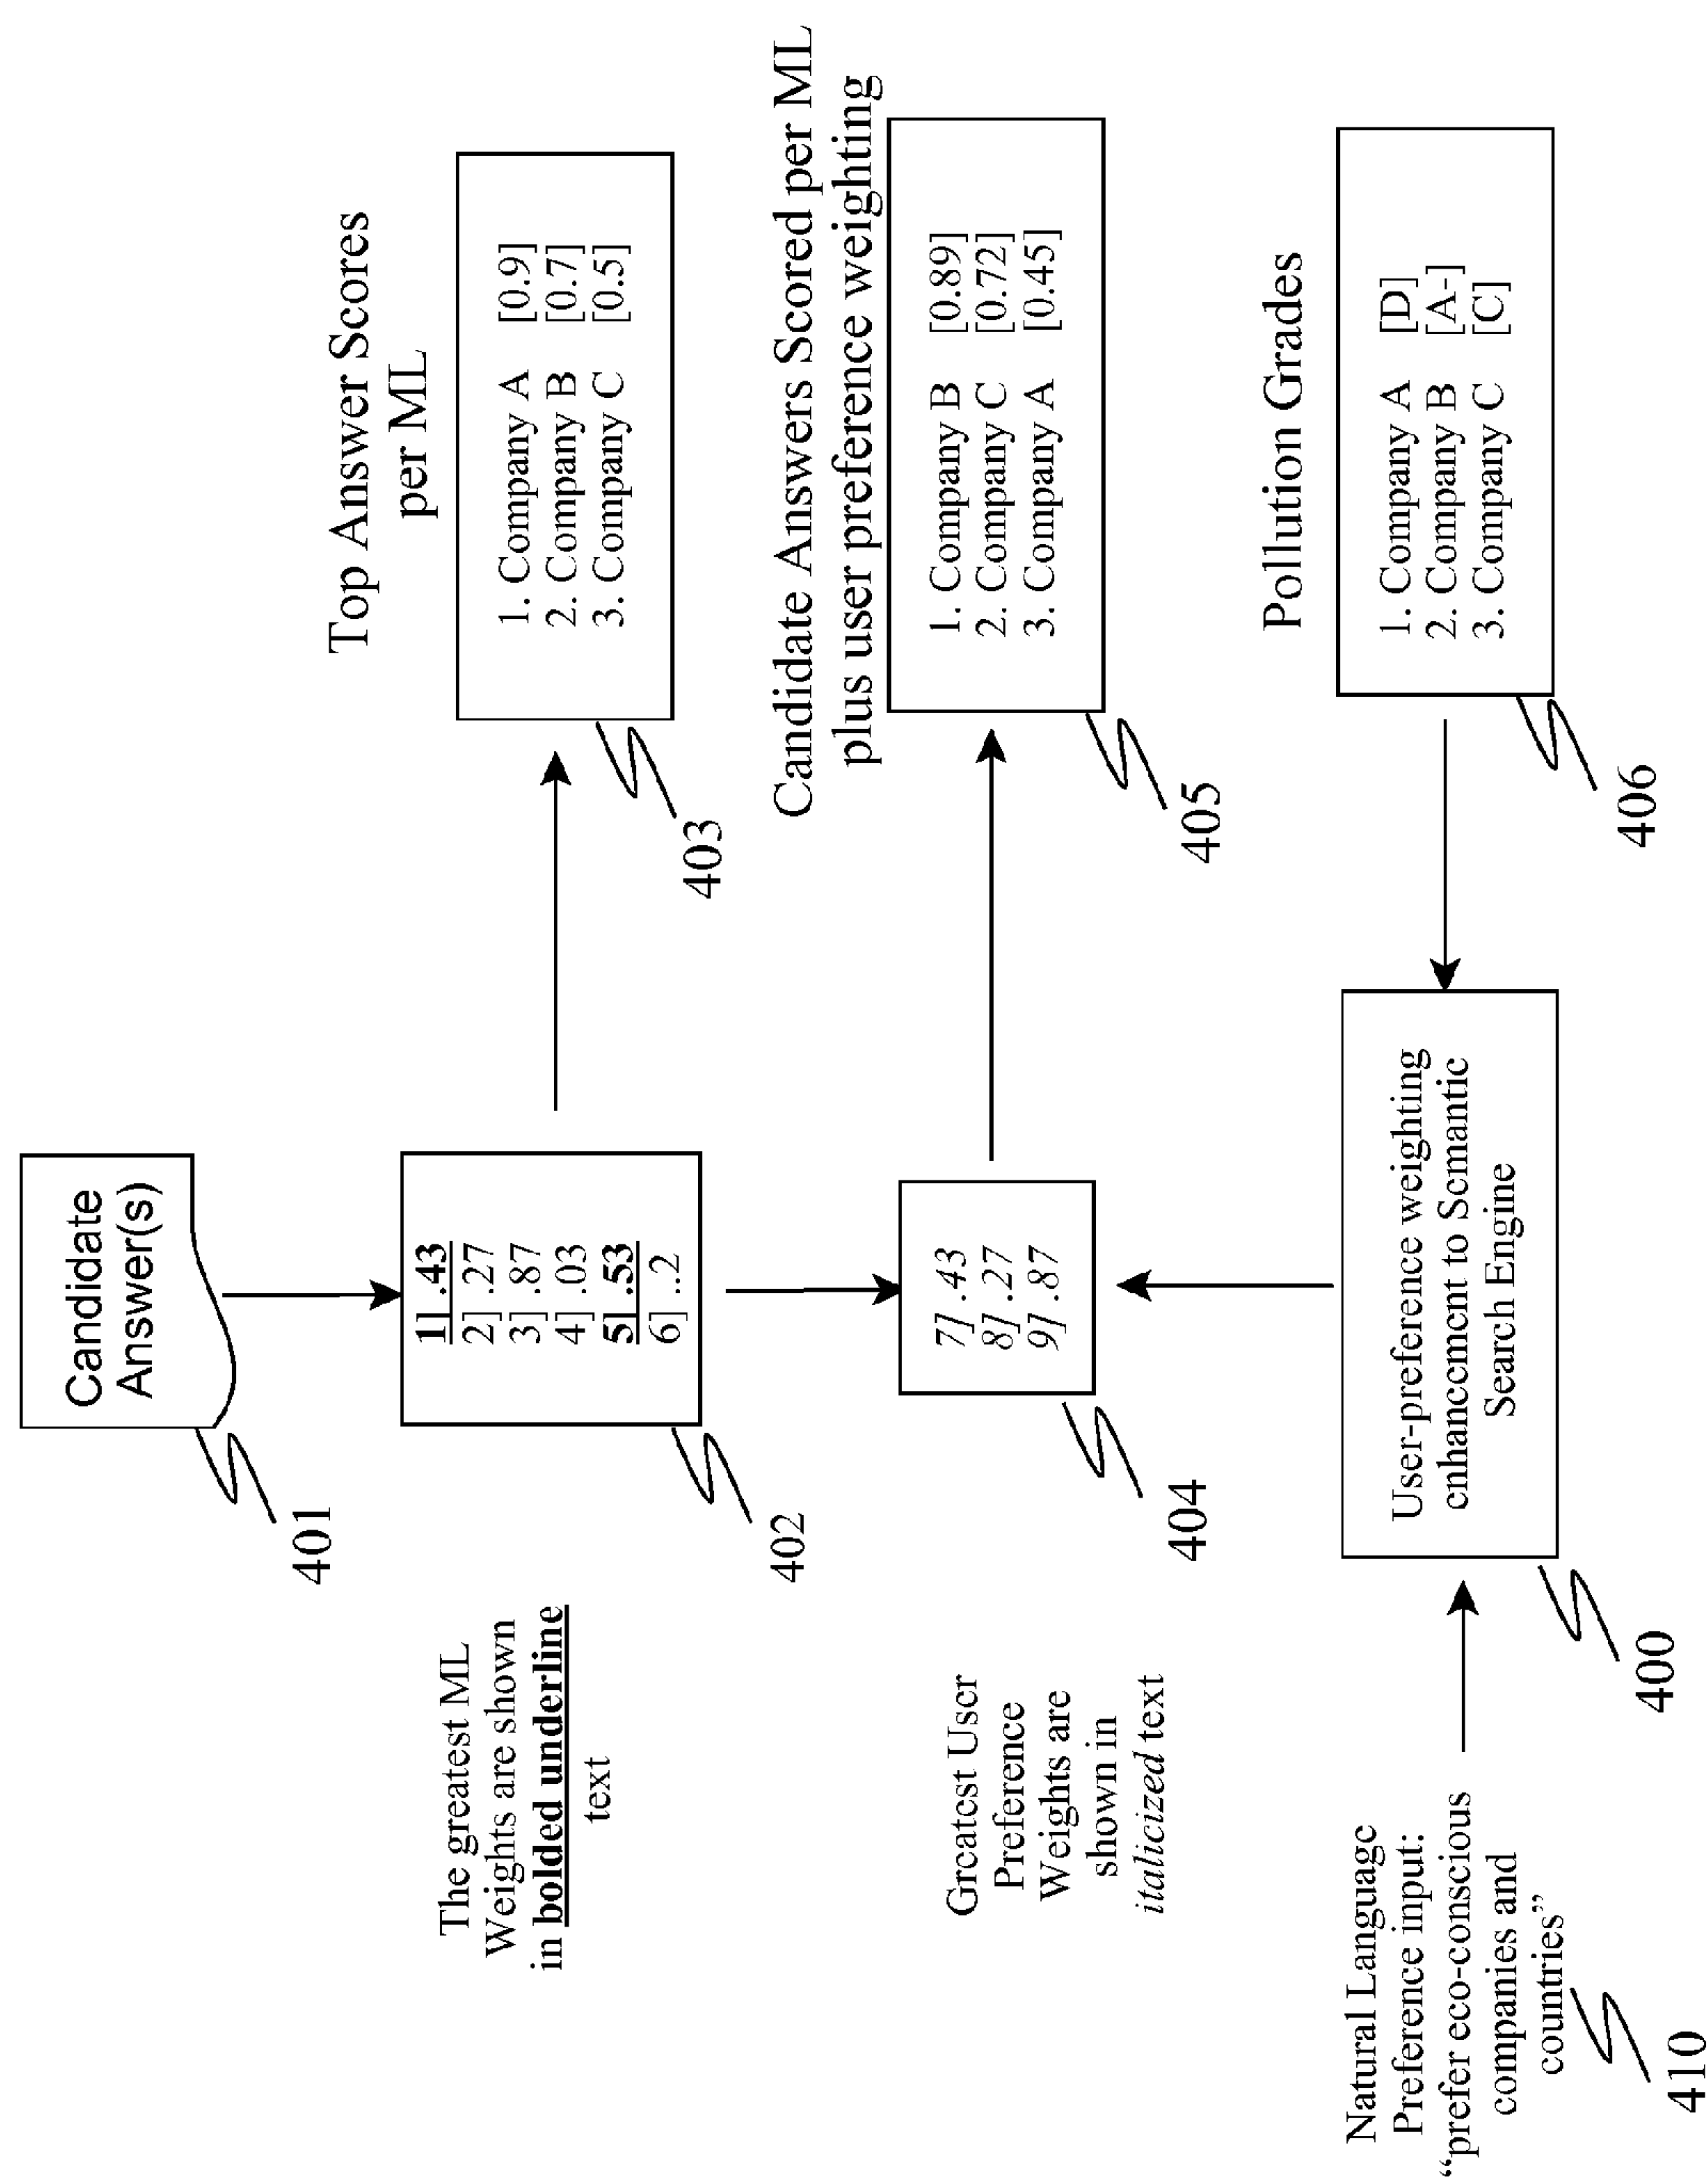 Candidate
Answer(s)
401
The greatest ML
Weights are shown
in bolded underline
text
1] .43
2] .27
3] .87
4] .03
5] .53
6] ..2
402
Top Answer Scores
per ML
1. Company A [0.9]
2. Company B [0.7]
3. Company C [0.5]
403
Greatest User
Preference
Weights are
shown in
italicized text
7] .43
8] .27
9] .87
404
Candidate Answers Scored per ML
plus user preference weighting
1. Company B [0.89]
2. Company C [0.72]
3. Company A [0.45]
405
Natural Language
Preference input:
“prefer eco-conscious
companies and
countries”
410
User-preference weighting
enhancement to Semantic
Search Engine
400
Pollution Grades
1. Company A [D]
2. Company B [A-]
3. Company C [C]
406